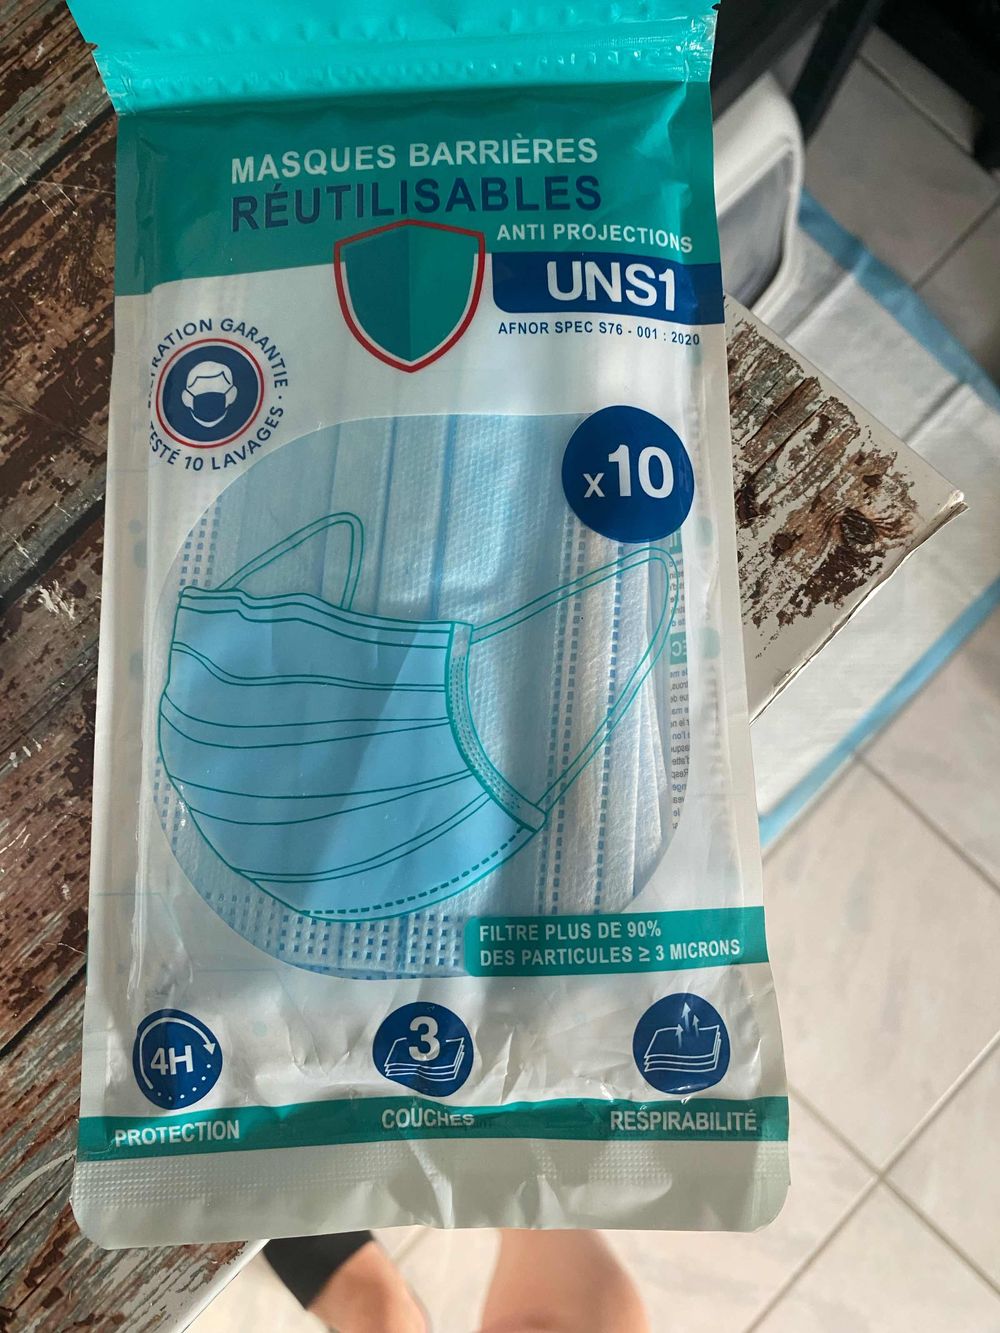 MASQUES BARRIÈRES
RÉUTILISABLES
ANTI PROJECTIONS
UNS1
AFNOR SPEC S76 - 001 : 2020
GARANTIE ·
10 LAVAGES ·
x10
FILTRE PLUS DE 90%
DES PARTICULES ≥ 3 MICRONS
4H
3
PROTECTION
COUCHES
RESPIRABILITÉ